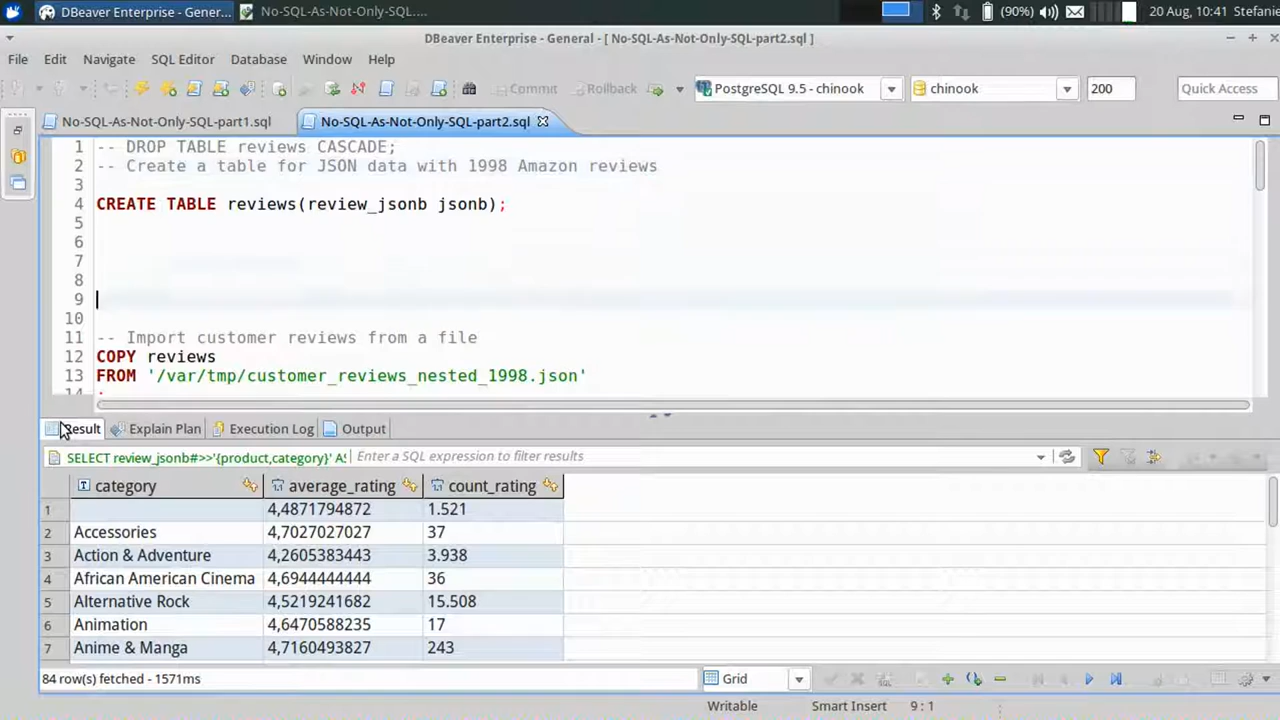 DBeaver Enterprise - Gener...
No-SQL-As-Not-Only-SQL....
(90%)
20 Aug, 10:41
Stefanie
DBeaver Enterprise - General - [ No-SQL-As-Not-Only-SQL-part2.sql ]
File Edit Navigate SQL Editor Database Window Help
Commit Rollback PostgreSQL 9.5 - chinook chinook 200 Quick Access
No-SQL-As-Not-Only-SQL-part1.sql No-SQL-As-Not-Only-SQL-part2.sql
1 -- DROP TABLE reviews CASCADE;
2 -- Create a table for JSON data with 1998 Amazon reviews
3
4 CREATE TABLE reviews(review_jsonb jsonb);
5
6
7
8
9
10
11 -- Import customer reviews from a file
12 COPY reviews
13 FROM '/var/tmp/customer_reviews_nested_1998.json'
14 ;
Result Explain Plan Execution Log Output
SELECT review_jsonb#>>'{product,category}' A! Enter a SQL expression to filter results
category average_rating count_rating
1 4,4871794872 1.521
2 Accessories 4,7027027027 37
3 Action & Adventure 4,2605383443 3.938
4 African American Cinema 4,6944444444 36
5 Alternative Rock 4,5219241682 15.508
6 Animation 4,6470588235 17
7 Anime & Manga 4,7160493827 243
84 row(s) fetched - 1571ms
Grid
Writable Smart Insert 9 : 1